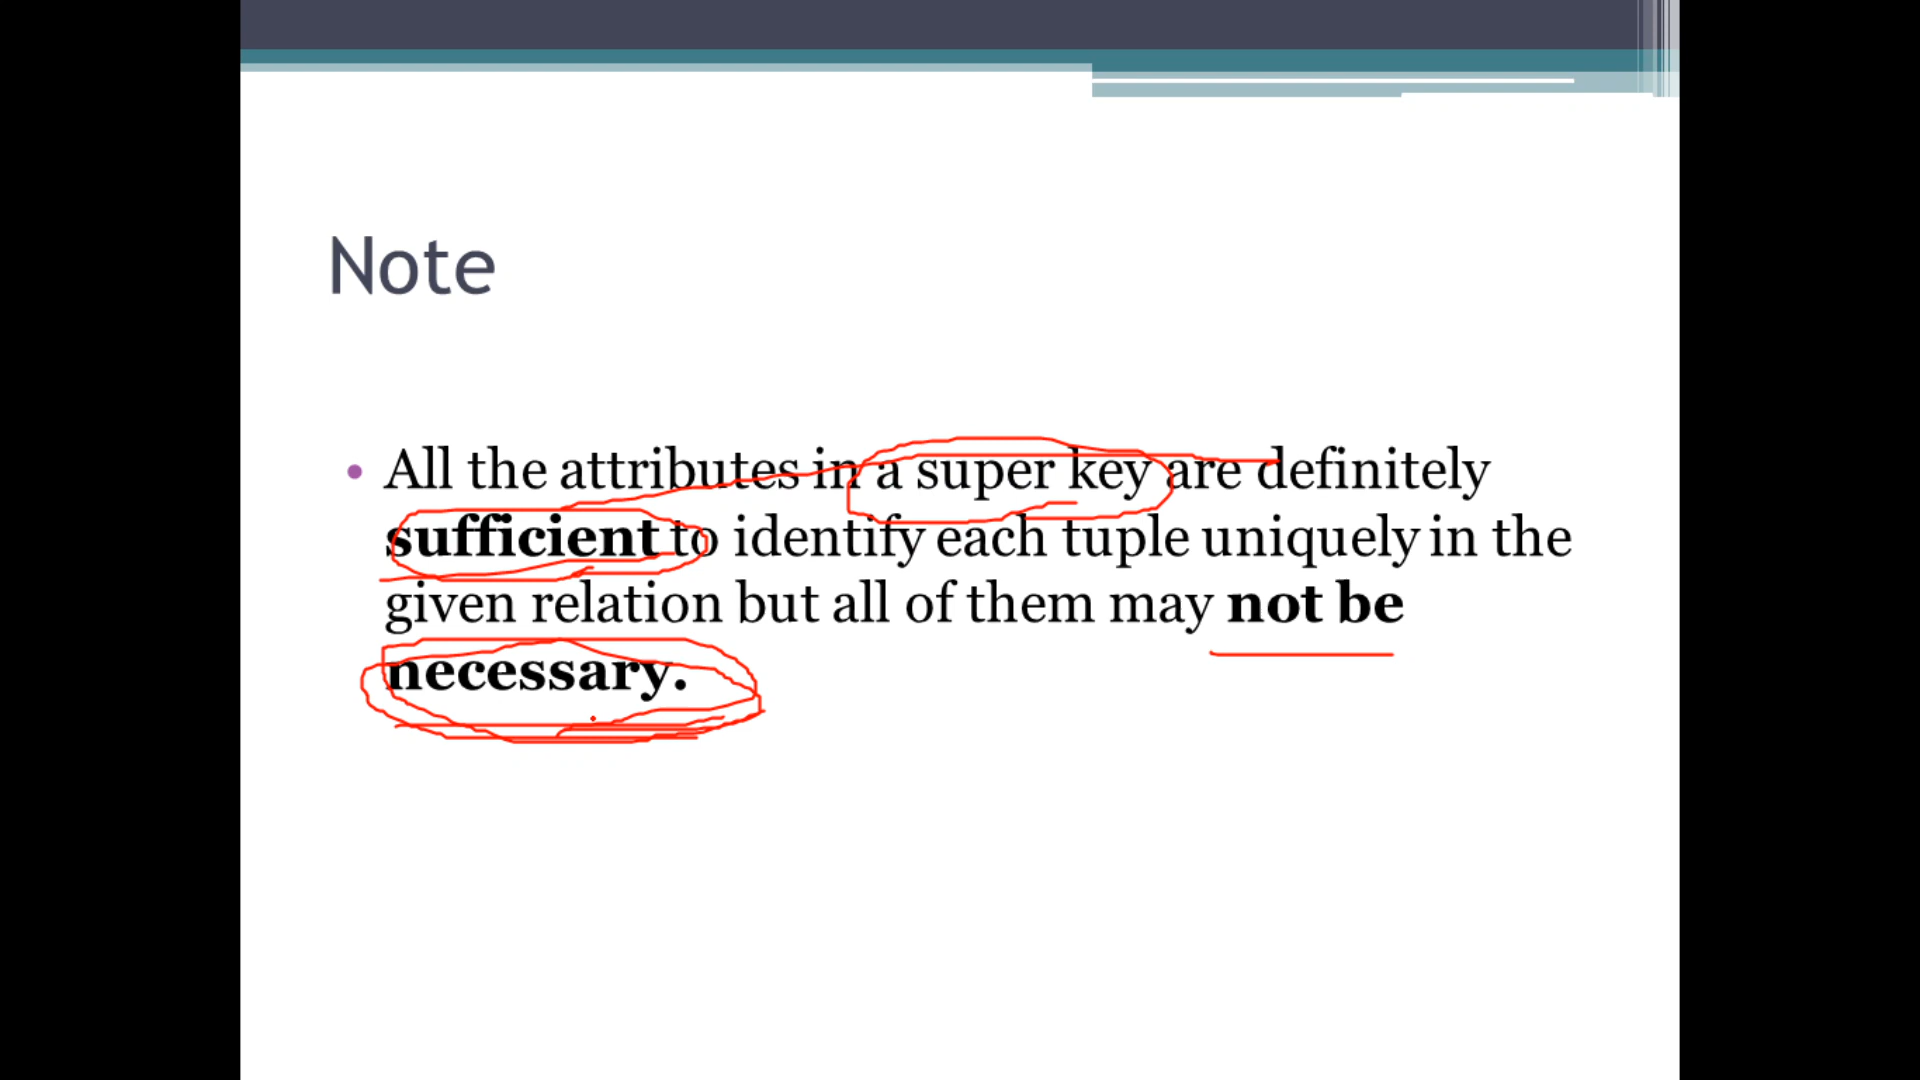 Note
• All the attributes in a super key are definitely
sufficient to identify each tuple uniquely in the
given relation but all of them may not be
necessary.